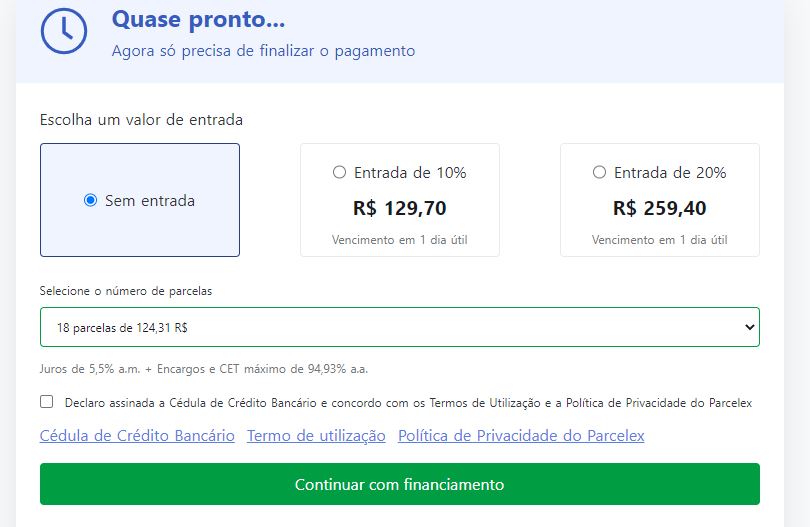 Quase pronto...
Agora só precisa de finalizar o pagamento
Escolha um valor de entrada
Sem entrada
Entrada de 10%
R$ 129,70
Vencimento em 1 dia útil
Entrada de 20%
R$ 259,40
Vencimento em 1 dia útil
Selecione o número de parcelas
18 parcelas de 124,31 R$
Juros de 5,5% a.m. + Encargos e CET máximo de 94,93% a.a.
Declaro assinada a Cédula de Crédito Bancário e concordo com os Termos de Utilização e a Política de Privacidade do Parcelex
Cédula de Crédito Bancário Termo de utilização Política de Privacidade do Parcelex
Continuar com financiamento